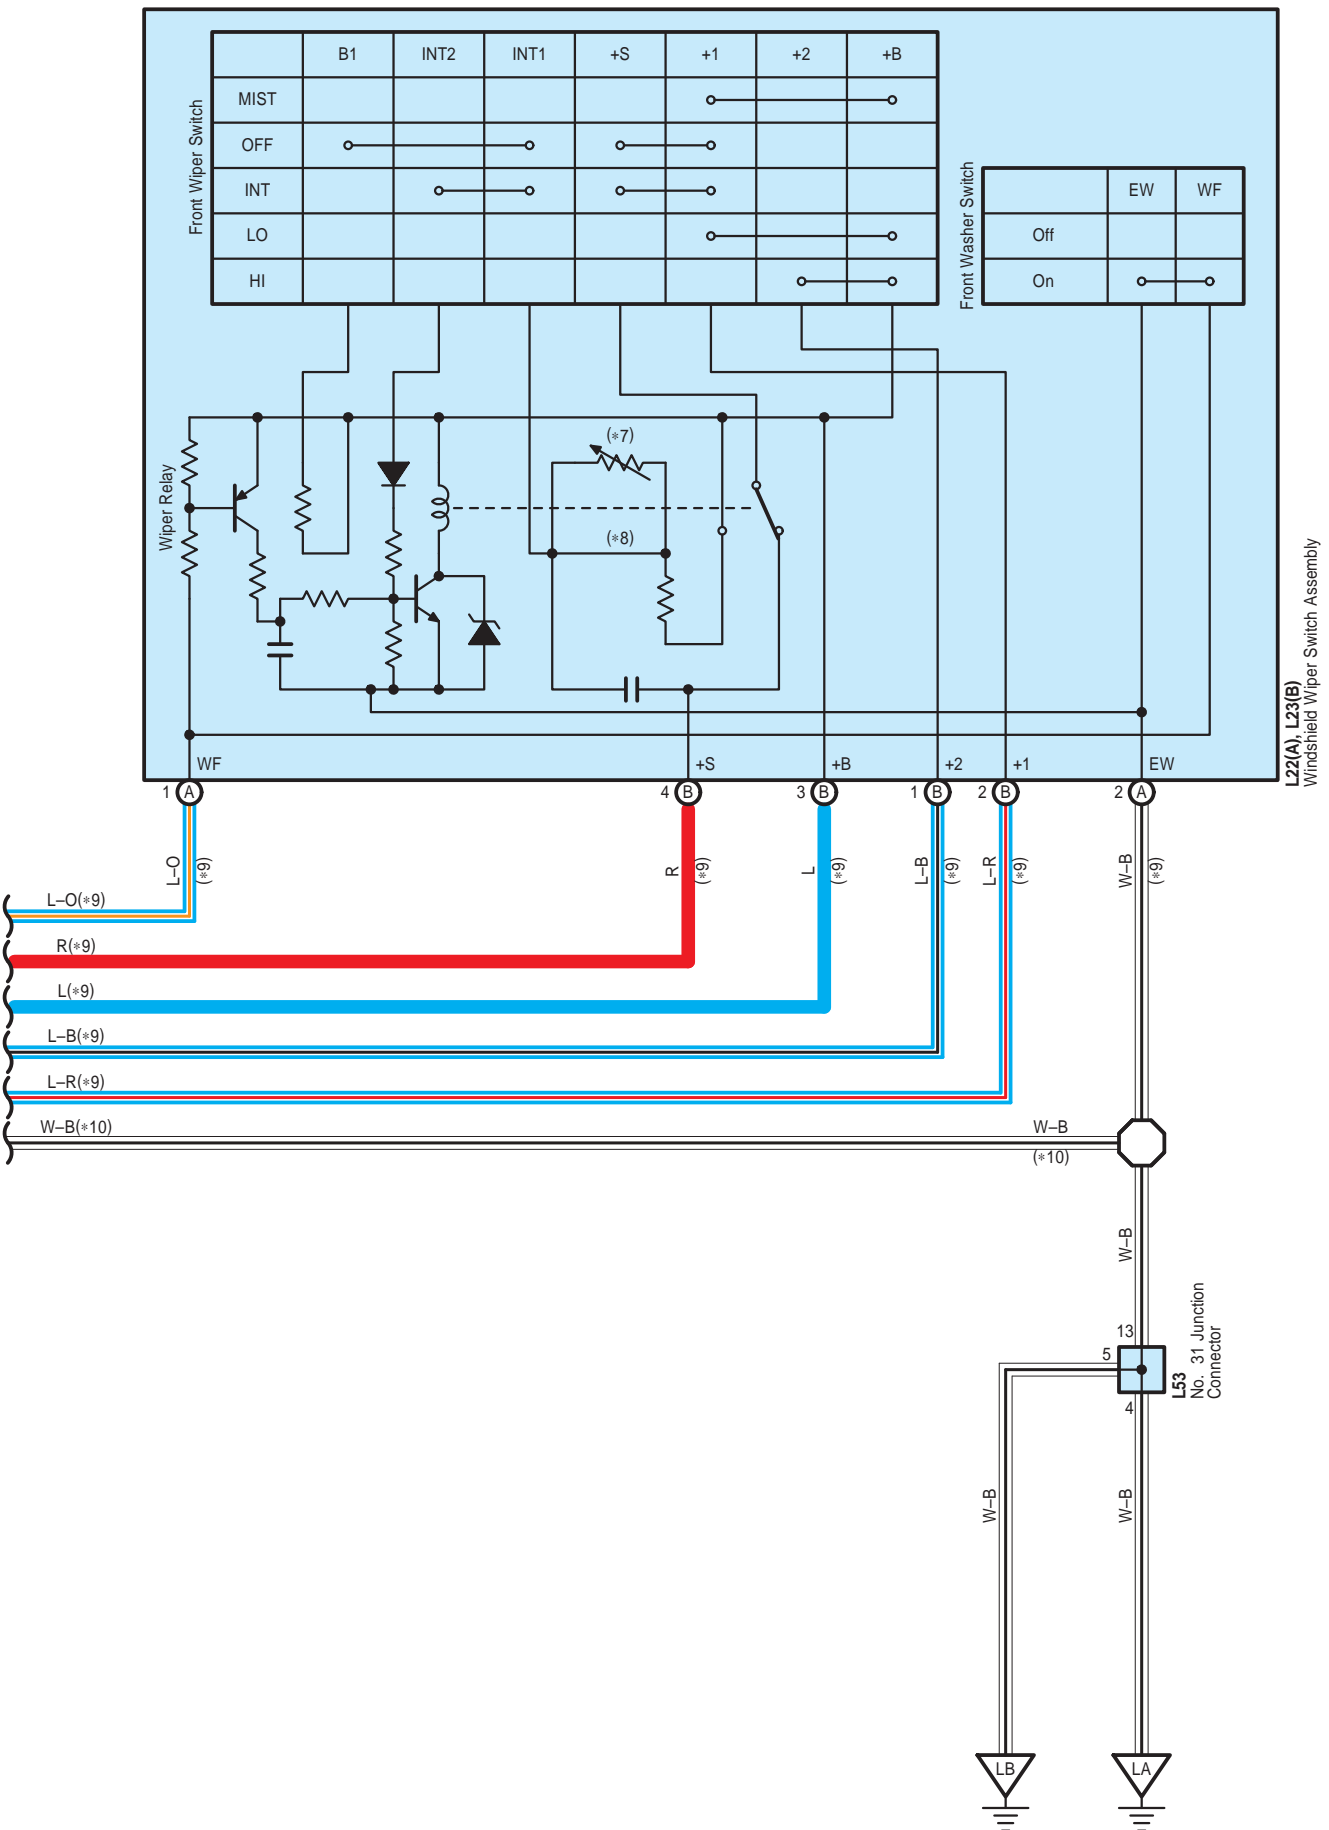 B1 INT2 INT1 +S +1 +2 +B
MIST
OFF
INT
LO
HI
Front Wiper Switch
EW WF
Off
On
Front Washer Switch
Wiper Relay
(*7)
(*8)
WF +S +B +2 +1 EW
1 A 4 B 3 B 1 B 2 B 2 A
L22(A), L23(B)
Windshield Wiper Switch Assembly
L–O (*9) R (*9) L (*9) L–B (*9) L–R (*9) W–B (*9)
L–O(*9)
R(*9)
L(*9)
L–B(*9)
L–R(*9)
W–B(*10) W–B
(*10)
W–B
13
5
4
L53
No. 31 Junction
Connector
W–B W–B
LB LA